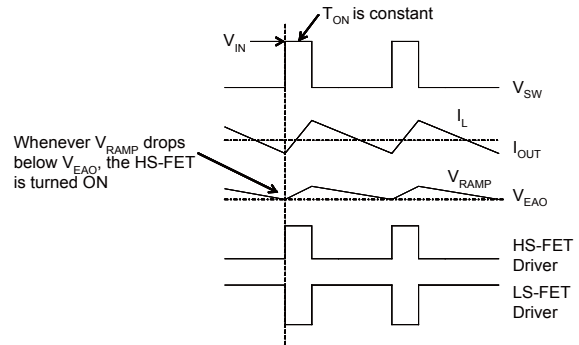 T_ON is constant
V_IN
V_SW
I_L
I_OUT
Whenever V_RAMP drops
below V_EAO, the HS-FET
is turned ON
V_RAMP
V_EAO
HS-FET
Driver
LS-FET
Driver